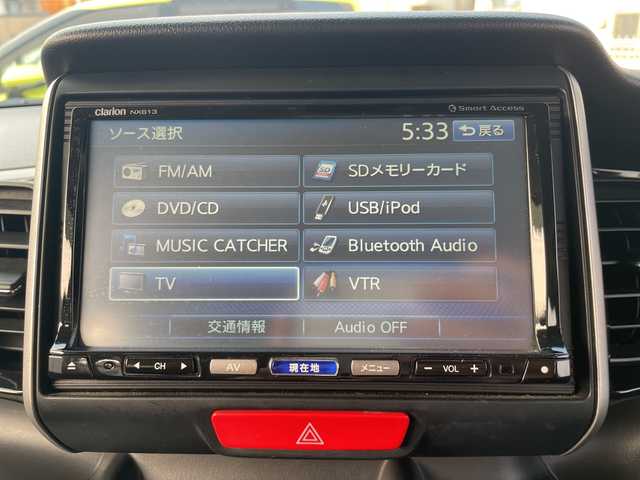 clarion NX613
Smart Access
ソース選択 5:33 戻る
FM/AM SDメモリーカード
DVD/CD USB/iPod
MUSIC CATCHER Bluetooth Audio
TV VTR
交通情報 Audio OFF
CH AV 現在地 メニュー − VOL +